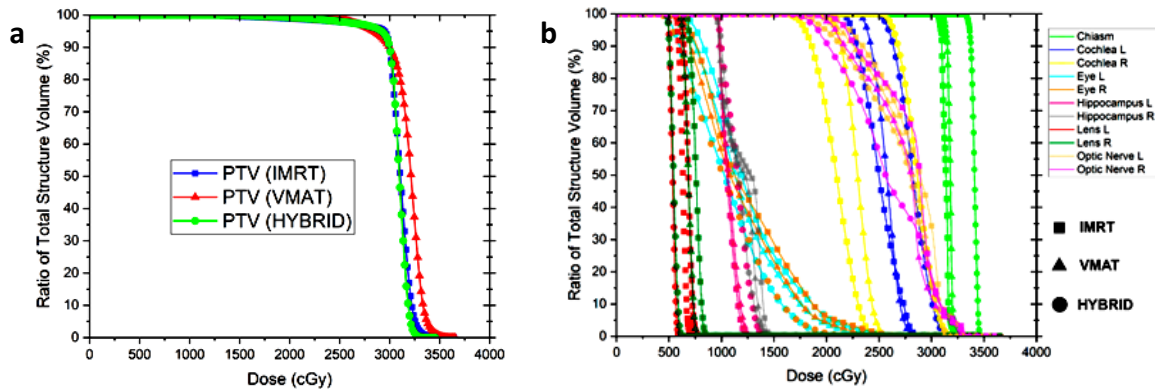 a
Ratio of Total Structure Volume (%)
100
90
80
70
60
50
40
30
20
10
0
PTV (IMRT)
PTV (VMAT)
PTV (HYBRID)
0 500 1000 1500 2000 2500 3000 3500 4000
Dose (cGy)
b
Ratio of Total Structure Volume (%)
100
90
80
70
60
50
40
30
20
10
0
0 500 1000 1500 2000 2500 3000 3500 4000
Dose (cGy)
Chiasm
Cochlea L
Cochlea R
Eye L
Eye R
Hippocampus L
Hippocampus R
Lens L
Lens R
Optic Nerve L
Optic Nerve R
IMRT
VMAT
HYBRID